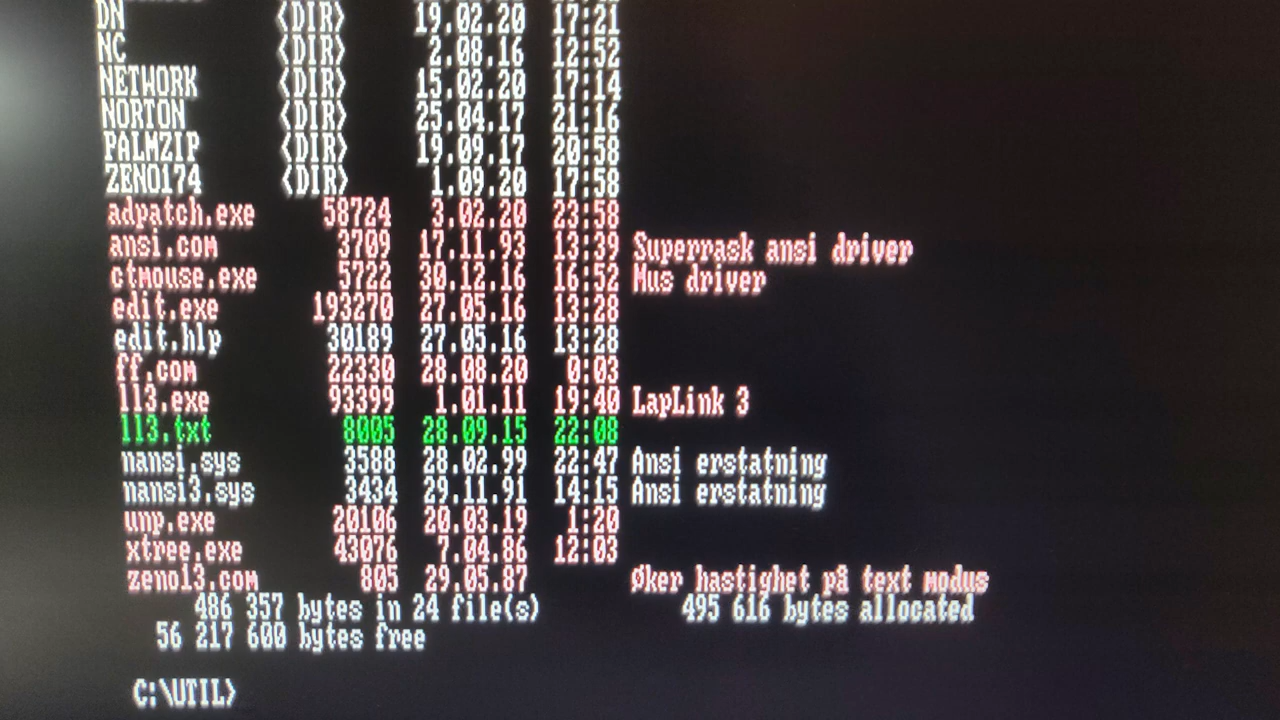 DN <DIR> 19.02.20 17:21
NC <DIR> 2.08.16 12:52
NETWORK <DIR> 15.02.20 17:14
NORTON <DIR> 25.04.17 21:16
PALMZIP <DIR> 19.09.17 20:58
ZENO174 <DIR> 1.09.20 17:58
adpatch.exe 58724 3.02.20 23:58
ansi.com 3709 17.11.93 13:39 Superrask ansi driver
ctmouse.exe 5722 30.12.16 16:52 Mus driver
edit.exe 193270 27.05.16 13:28
edit.hlp 30189 27.05.16 13:28
ff.com 22330 28.08.20 0:03
ll3.exe 93399 1.01.11 19:40 LapLink 3
ll3.txt 8005 28.09.15 22:08
nansi.sys 3588 28.02.99 22:47 Ansi erstatning
nansi3.sys 3434 29.11.91 14:15 Ansi erstatning
unp.exe 20106 20.03.19 1:20
xtree.exe 43076 7.04.86 12:03
zeno13.com 805 29.05.87 Øker hastighet på text modus
486 357 bytes in 24 file(s) 495 616 bytes allocated
56 217 600 bytes free
C:\UTIL>